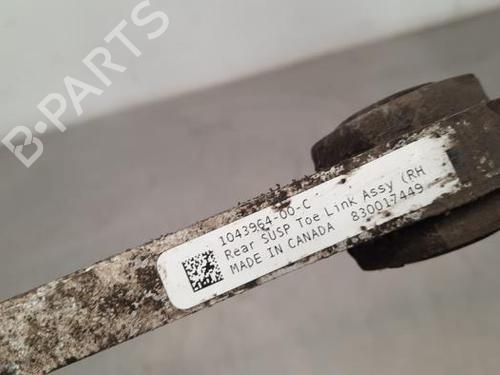 B-PARTS
1043964-00-C
Rear SUSP Toe Link Assy (RH
MADE IN CANADA 830017449